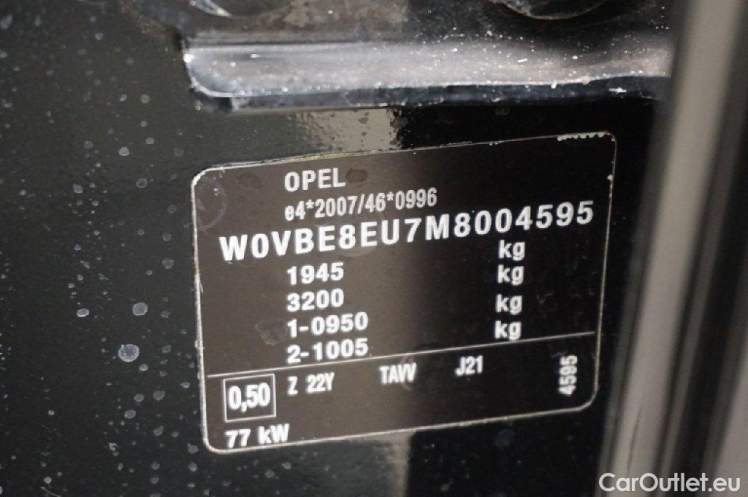 OPEL
e4*2007/46*0996
W0VBE8EU7M8004595
1945 kg
3200 kg
1-0950 kg
2-1005 kg
0,50 Z 22Y TAVV J21 4595
77 kW
CarOutlet.eu